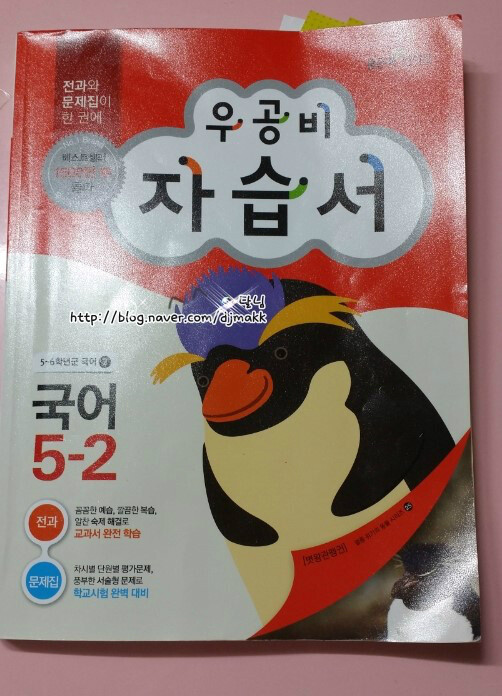 전과와
문제집이
한 권에
우공비
자습서
베스트셀러
달님
http://blog.naver.com/djmakk
5-6학년군 국어
국어
5-2
전과
꼼꼼한 예습, 깔끔한 복습,
알찬 숙제 해결로
교과서 완전 학습
문제집
차시별 단원별 평가문제,
풍부한 서술형 문제로
학교시험 완벽 대비